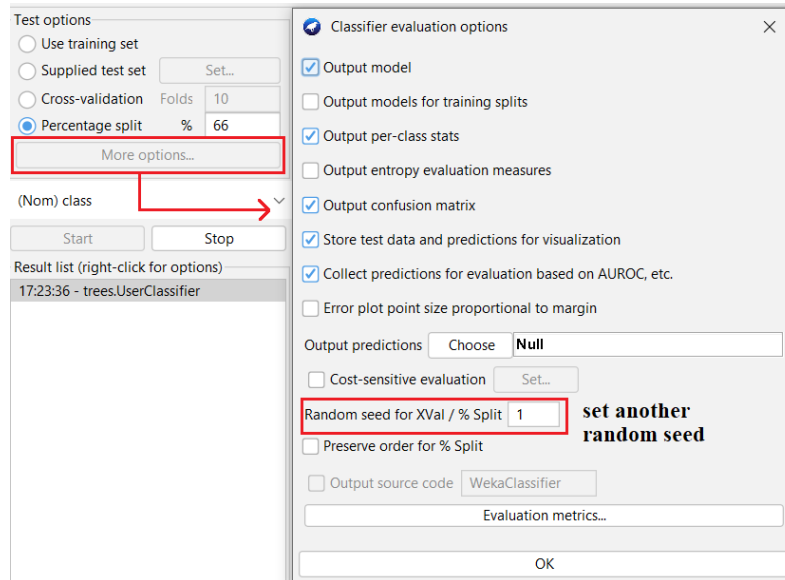 Test options
Use training set
Supplied test set Set...
Cross-validation Folds 10
Percentage split % 66
More options...
(Nom) class
Start Stop
Result list (right-click for options)
17:23:36 - trees.UserClassifier
Classifier evaluation options
Output model
Output models for training splits
Output per-class stats
Output entropy evaluation measures
Output confusion matrix
Store test data and predictions for visualization
Collect predictions for evaluation based on AUROC, etc.
Error plot point size proportional to margin
Output predictions Choose Null
Cost-sensitive evaluation Set...
Random seed for XVal / % Split 1
set another
random seed
Preserve order for % Split
Output source code WekaClassifier
Evaluation metrics...
OK